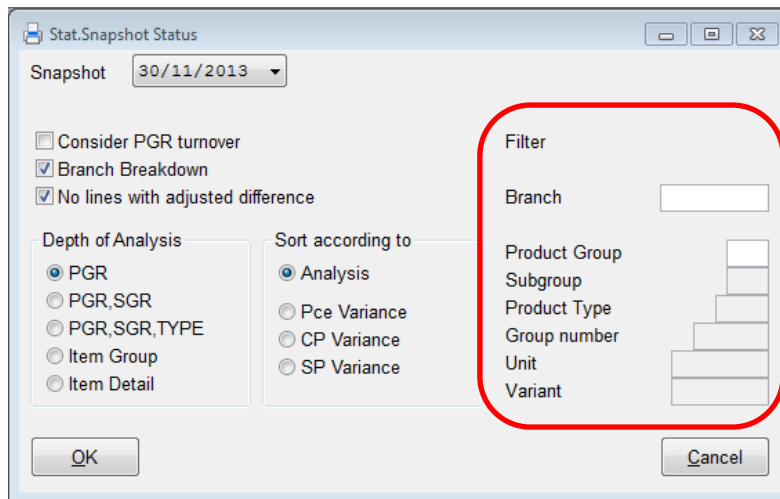 Stat.Snapshot Status
Snapshot 30/11/2013
Consider PGR turnover
Branch Breakdown
No lines with adjusted difference
Depth of Analysis
PGR
PGR,SGR
PGR,SGR,TYPE
Item Group
Item Detail
Sort according to
Analysis
Pce Variance
CP Variance
SP Variance
Filter
Branch
Product Group
Subgroup
Product Type
Group number
Unit
Variant
OK
Cancel